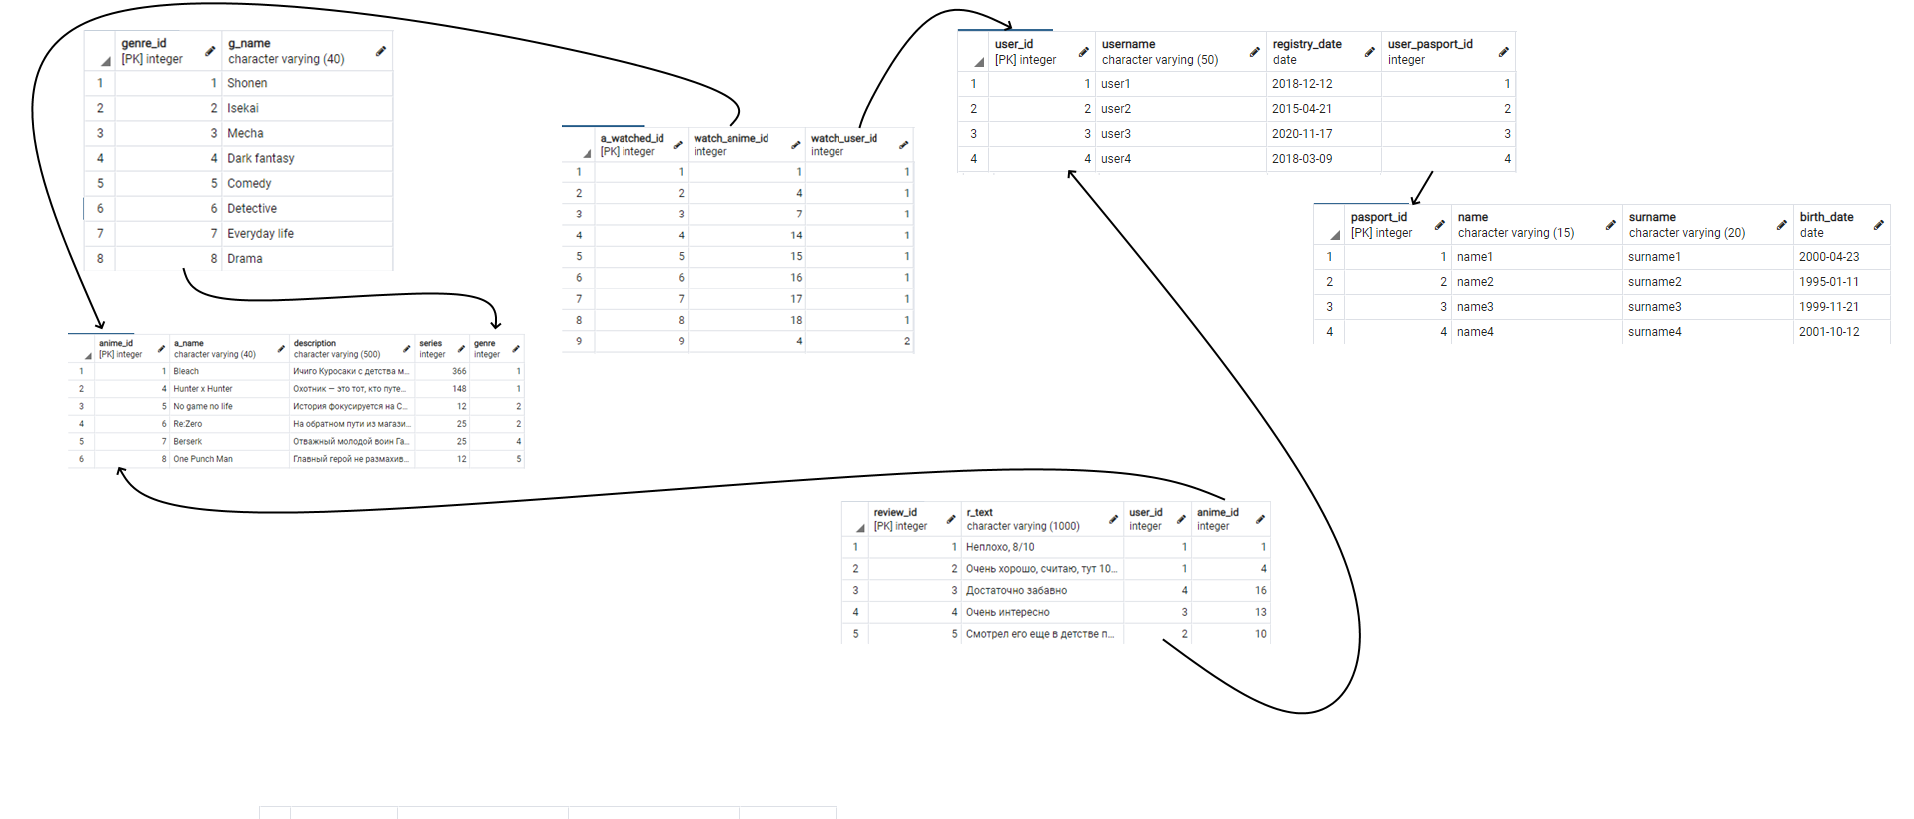 genre_id g_name
[PK] integer character varying (40)
1 1 Shonen
2 2 Isekai
3 3 Mecha
4 4 Dark fantasy
5 5 Comedy
6 6 Detective
7 7 Everyday life
8 8 Drama
a_watched_id watch_anime_id watch_user_id
[PK] integer integer integer
1 1 1 1
2 2 4 1
3 3 7 1
4 4 14 1
5 5 15 1
6 6 16 1
7 7 17 1
8 8 18 1
9 9 4 2
user_id username registry_date user_pasport_id
[PK] integer character varying (50) date integer
1 1 user1 2018-12-12 1
2 2 user2 2015-04-21 2
3 3 user3 2020-11-17 3
4 4 user4 2018-03-09 4
pasport_id name surname birth_date
[PK] integer character varying (15) character varying (20) date
1 1 name1 surname1 2000-04-23
2 2 name2 surname2 1995-01-11
3 3 name3 surname3 1999-11-21
4 4 name4 surname4 2001-10-12
anime_id a_name description series genre
[PK] integer character varying (40) character varying (500) integer integer
1 1 Bleach Ичиго Куросаки с детства м... 366 1
2 4 Hunter x Hunter Охотник — это тот, кто путе... 148 1
3 5 No game no life История фокусируется на С... 12 2
4 6 Re:Zero На обратном пути из магази... 25 2
5 7 Berserk Отважный молодой воин Га... 25 4
6 8 One Punch Man Главный герой не размахив... 12 5
review_id r_text user_id anime_id
[PK] integer character varying (1000) integer integer
1 1 Неплохо, 8/10 1 1
2 2 Очень хорошо, считаю, тут 10... 1 4
3 3 Достаточно забавно 4 16
4 4 Очень интересно 3 13
5 5 Смотрел его еще в детстве п... 2 10